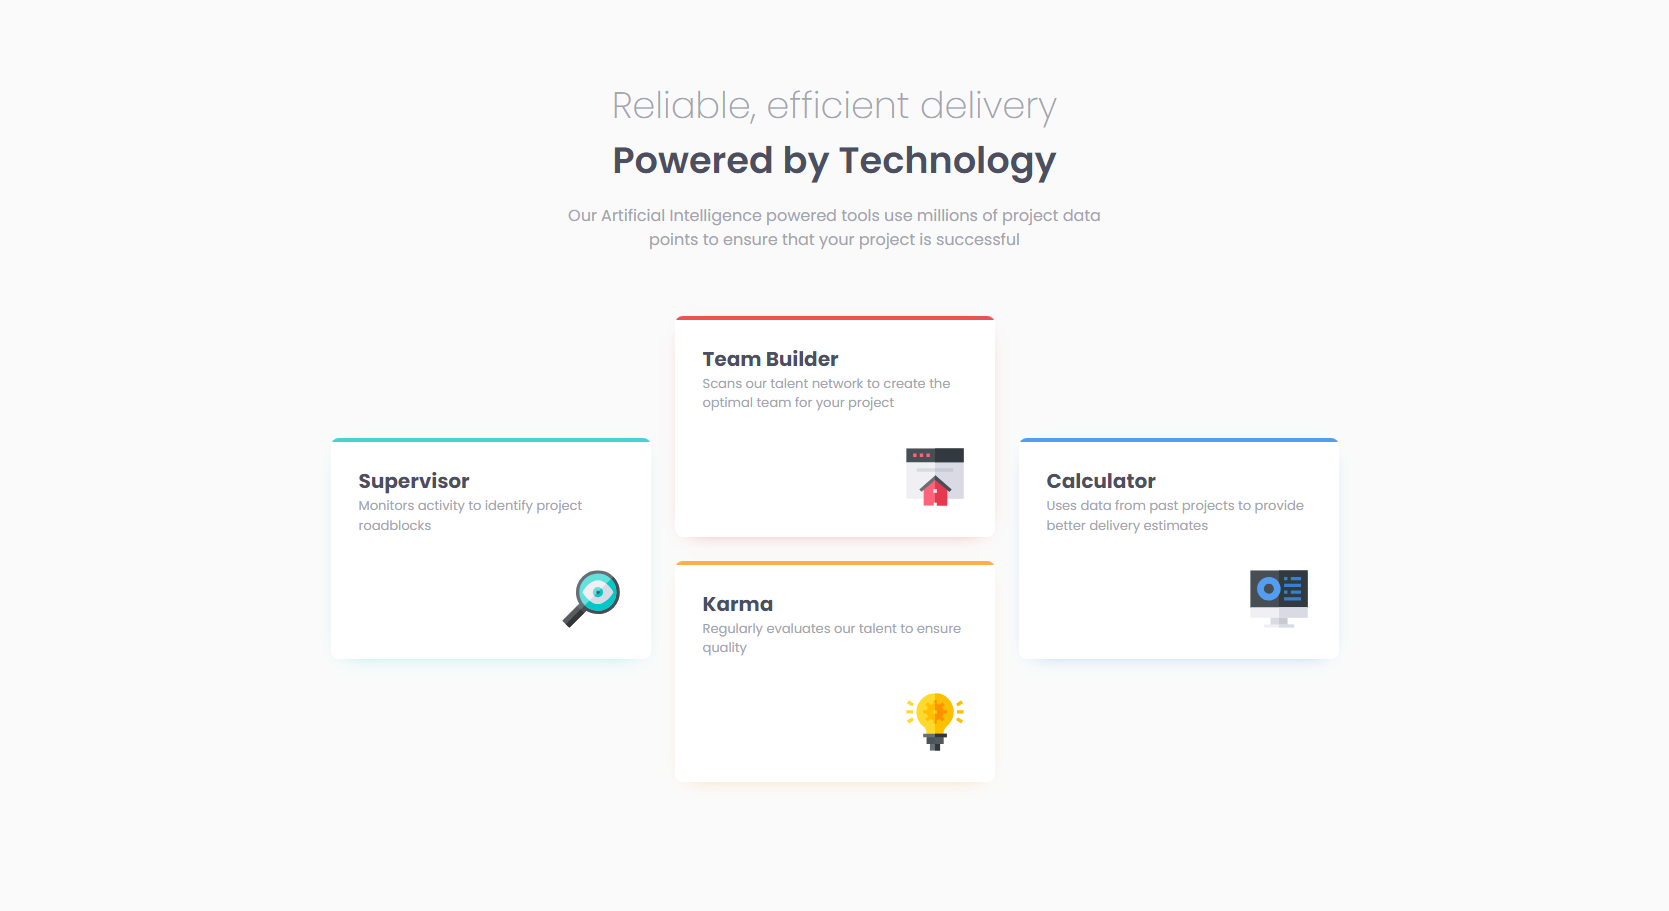 Reliable, efficient delivery
Powered by Technology
Our Artificial Intelligence powered tools use millions of project data
points to ensure that your project is successful
Supervisor
Monitors activity to identify project
roadblocks
Team Builder
Scans our talent network to create the
optimal team for your project
Karma
Regularly evaluates our talent to ensure
quality
Calculator
Uses data from past projects to provide
better delivery estimates